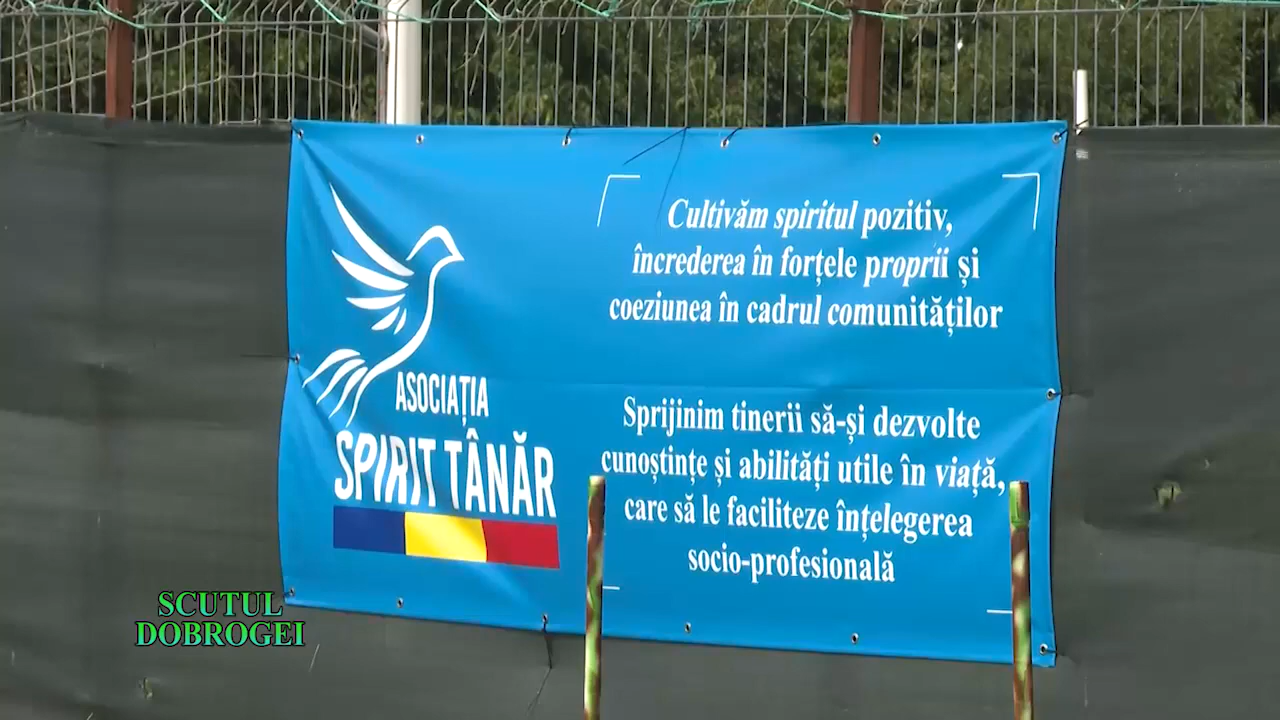 Cultivăm spiritul pozitiv,
încrederea în forțele proprii și
coeziunea în cadrul comunităților
ASOCIAȚIA
SPIRIT TÂNĂR
Sprijinim tinerii să-și dezvolte
cunoștințe și abilități utile în viață,
care să le faciliteze înțelegerea
socio-profesională
SCUTUL
DOBROGEI